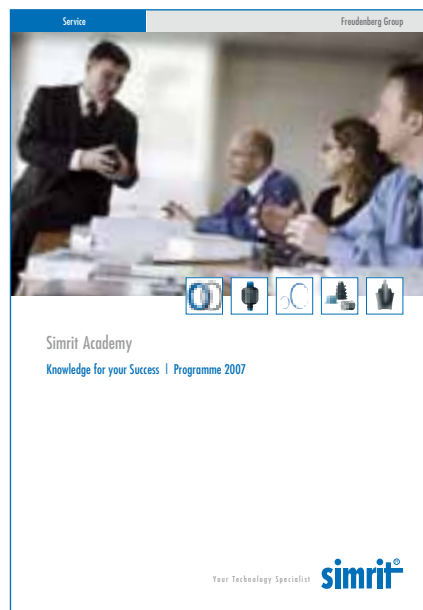 Service
Freudenberg Group
Simrit Academy
Knowledge for your Success | Programme 2007
Your Technology Specialist
simrit®